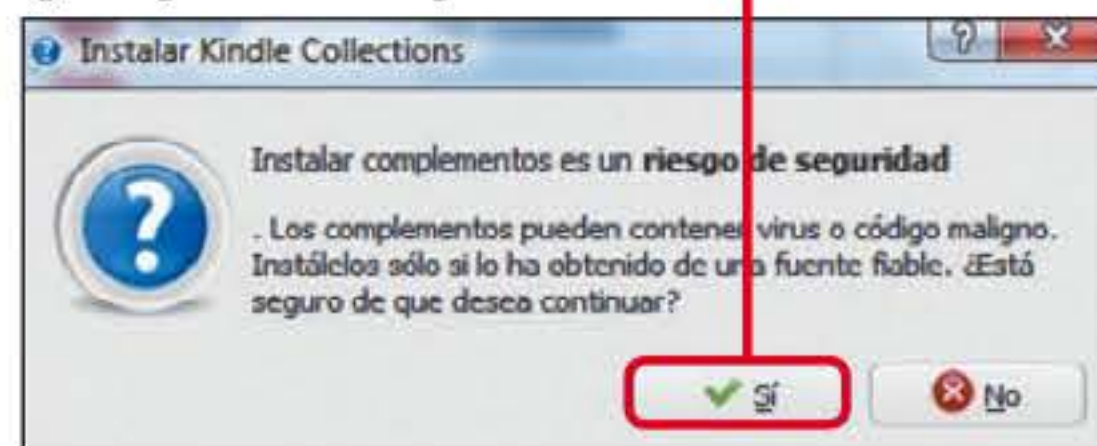 Instalar Kindle Collections
Instalar complementos es un riesgo de seguridad
. Los complementos pueden contener virus o código maligno.
Instálelos sólo si lo ha obtenido de una fuente fiable. ¿Está
seguro de que desea continuar?
Sí
No